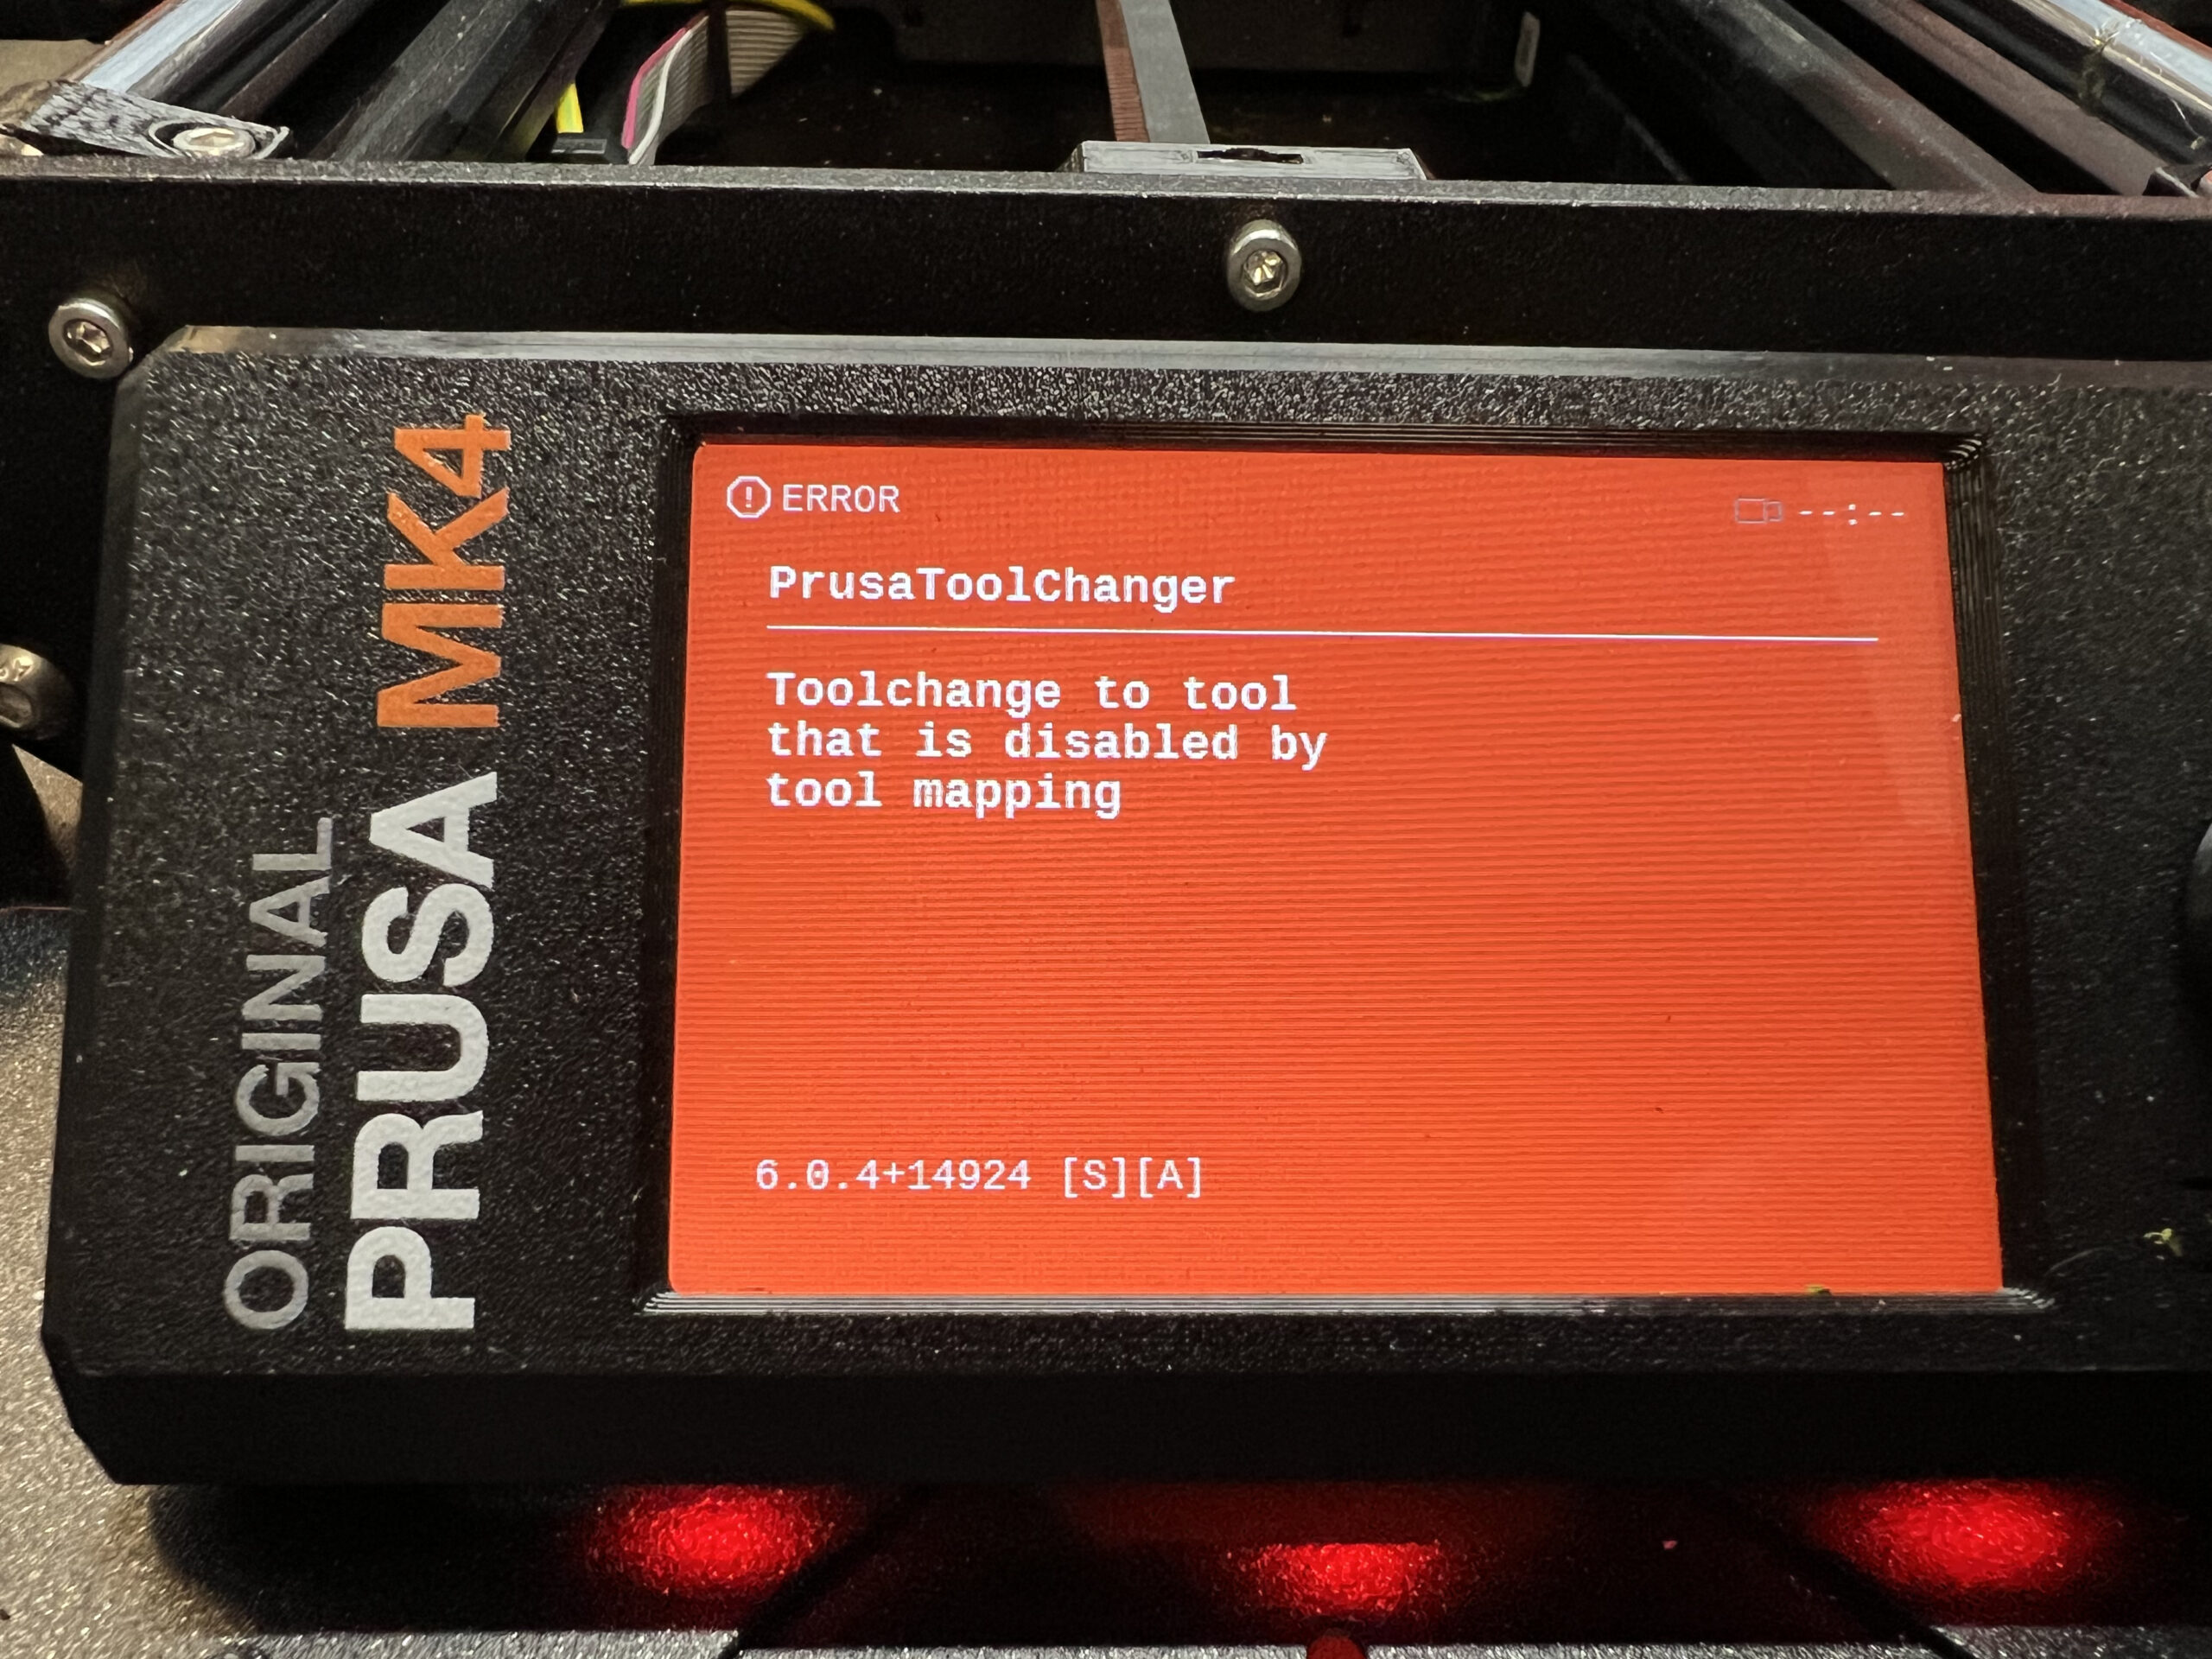 ORIGINAL
PRUSA MK4
ERROR
--:--
PrusaToolChanger
Toolchange to tool
that is disabled by
tool mapping
6.0.4+14924 [S][A]